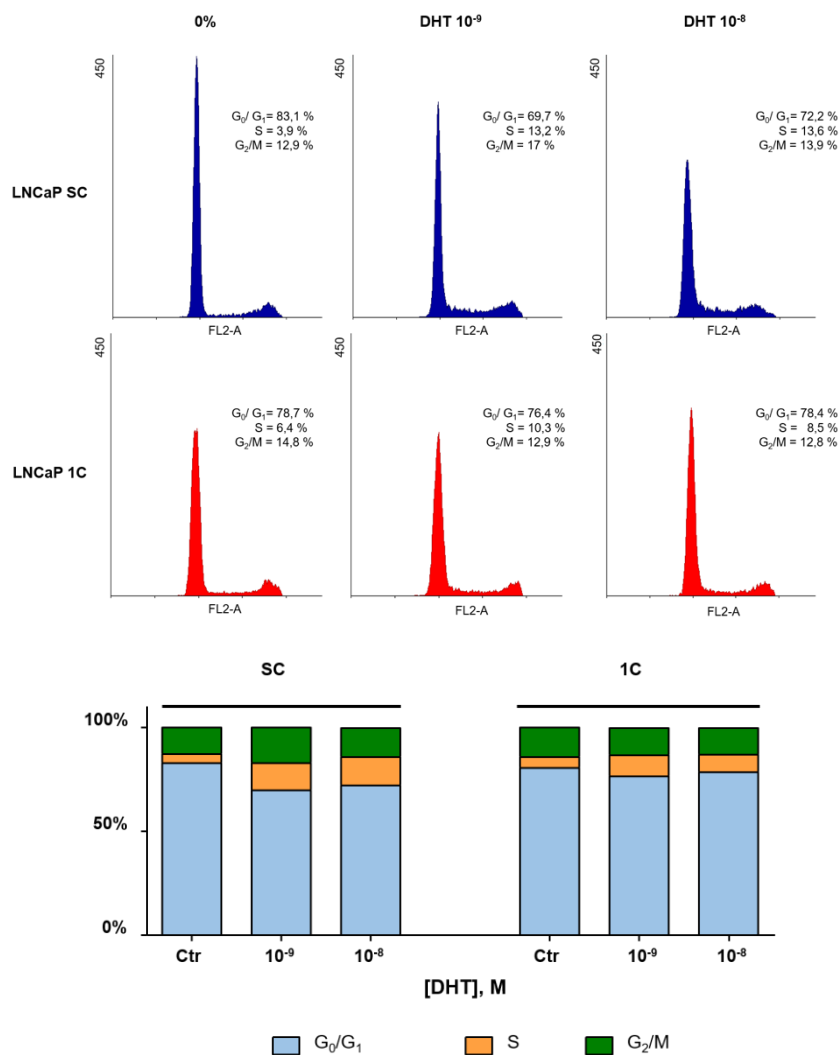 0%
DHT 10⁻⁹
DHT 10⁻⁸
LNCaP SC
450
G₀/ G₁= 83,1 %
S = 3,9 %
G₂/M = 12,9 %
FL2-A
450
G₀/ G₁= 69,7 %
S = 13,2 %
G₂/M = 17 %
FL2-A
450
G₀/ G₁= 72,2 %
S = 13,6 %
G₂/M = 13,9 %
FL2-A
LNCaP 1C
450
G₀/ G₁= 78,7 %
S = 6,4 %
G₂/M = 14,8 %
FL2-A
450
G₀/ G₁= 76,4 %
S = 10,3 %
G₂/M = 12,9 %
FL2-A
450
G₀/ G₁= 78,4 %
S = 8,5 %
G₂/M = 12,8 %
FL2-A
SC
1C
100%
50%
0%
Ctr
10⁻⁹
10⁻⁸
Ctr
10⁻⁹
10⁻⁸
[DHT], M
G₀/G₁
S
G₂/M